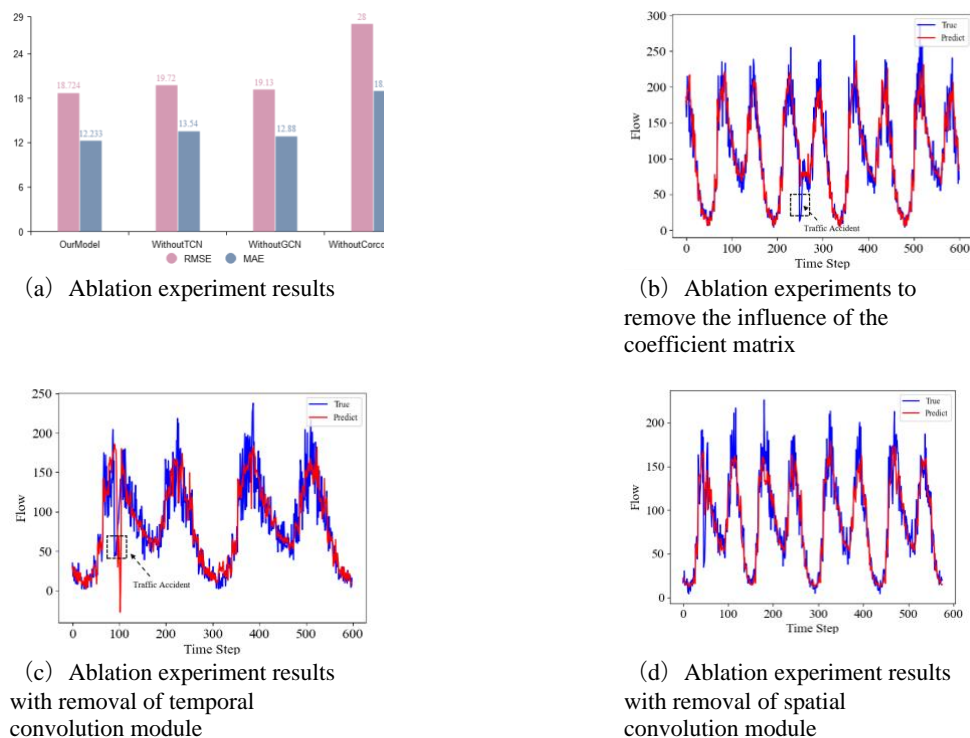 29
24
18
12
6
0
18.724
12.233
19.72
13.54
19.13
12.88
28
18.
OurModel WithoutTCN WithoutGCN WithoutCorco
RMSE MAE
(a) Ablation experiment results
300
250
200
150
100
50
0
Flow
True
Predict
Traffic Accident
0 100 200 300 400 500 600
Time Step
(b) Ablation experiments to
remove the influence of the
coefficient matrix
250
200
150
100
50
0
Flow
True
Predict
Traffic Accident
0 100 200 300 400 500 600
Time Step
(c) Ablation experiment results
with removal of temporal
convolution module
200
150
100
50
0
Flow
True
Predict
0 100 200 300 400 500 600
Time Step
(d) Ablation experiment results
with removal of spatial
convolution module